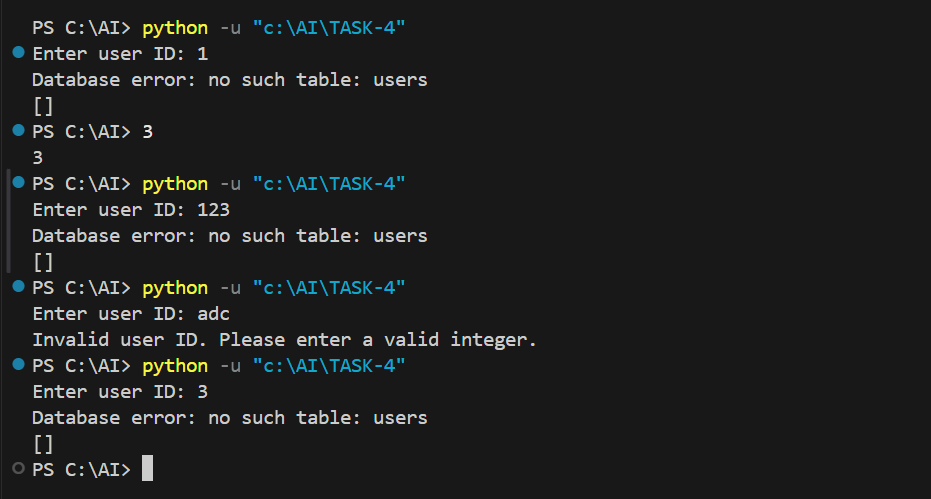 PS C:\AI> python -u "c:\AI\TASK-4"
Enter user ID: 1
Database error: no such table: users
[]
PS C:\AI> 3
3
PS C:\AI> python -u "c:\AI\TASK-4"
Enter user ID: 123
Database error: no such table: users
[]
PS C:\AI> python -u "c:\AI\TASK-4"
Enter user ID: adc
Invalid user ID. Please enter a valid integer.
PS C:\AI> python -u "c:\AI\TASK-4"
Enter user ID: 3
Database error: no such table: users
[]
PS C:\AI>